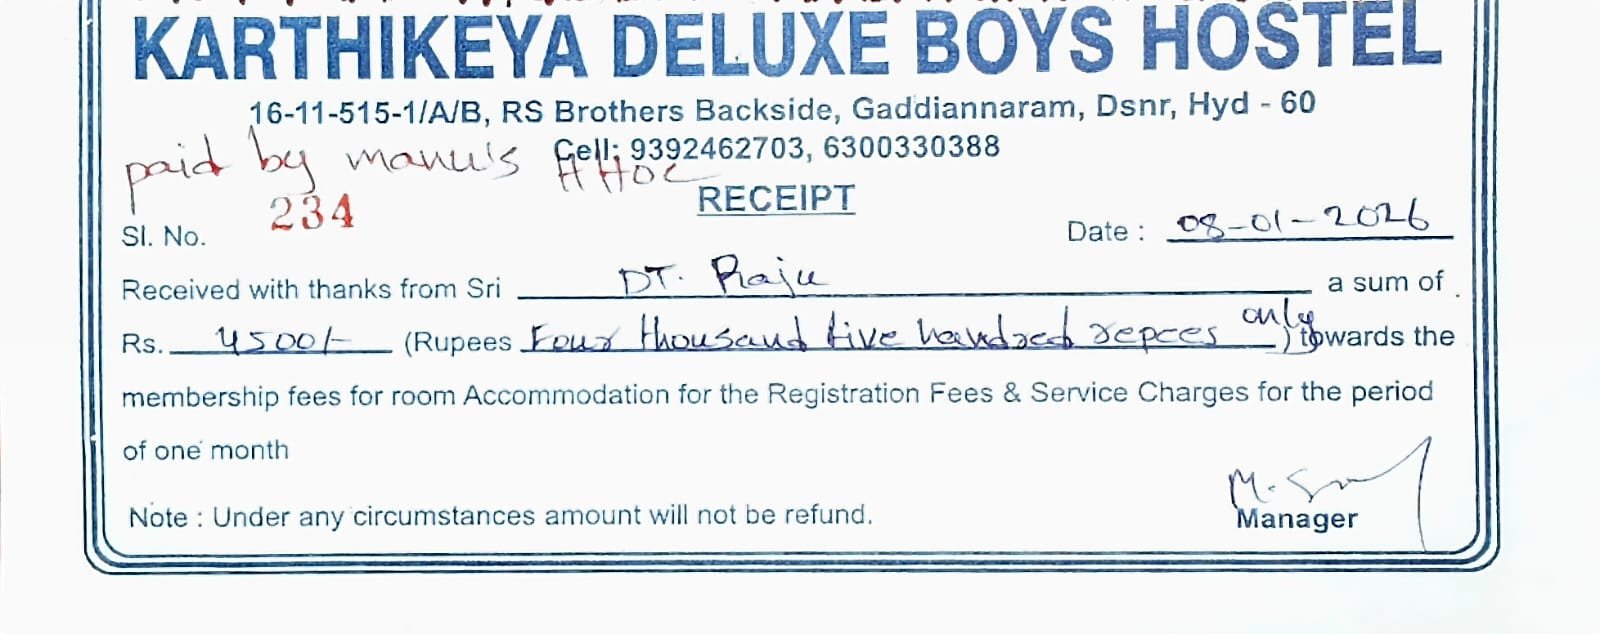 KARTHIKEYA DELUXE BOYS HOSTEL
16-11-515-1/A/B, RS Brothers Backside, Gaddiannaram, Dsnr, Hyd - 60
Cell: 9392462703, 6300330388
paid by manu's
RECEIPT
Sl. No. 234
Date : 08-01-2026
Received with thanks from Sri DT. Raju a sum of
Rs. 4500/- (Rupees Four thousand five hundred repees only) towards the
membership fees for room Accommodation for the Registration Fees & Service Charges for the period
of one month
Note : Under any circumstances amount will not be refund.
Manager